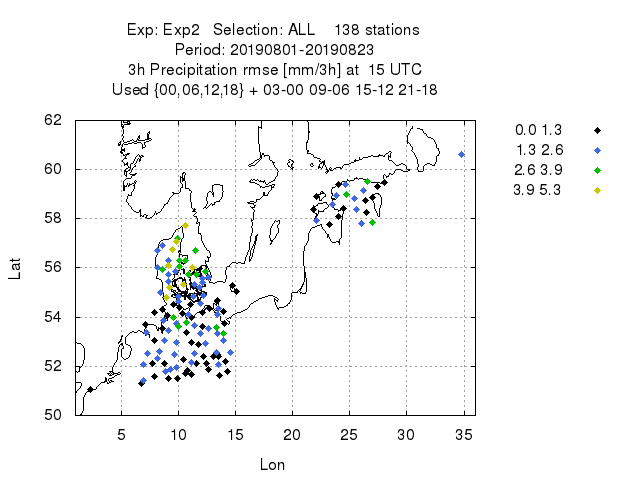 Exp: Exp2 Selection: ALL 138 stations
Period: 20190801-20190823
3h Precipitation rmse [mm/3h] at 15 UTC
Used {00,06,12,18} + 03-00 09-06 15-12 21-18
0.0 1.3
1.3 2.6
2.6 3.9
3.9 5.3
Lat
62
60
58
56
54
52
50
5 10 15 20 25 30 35
Lon